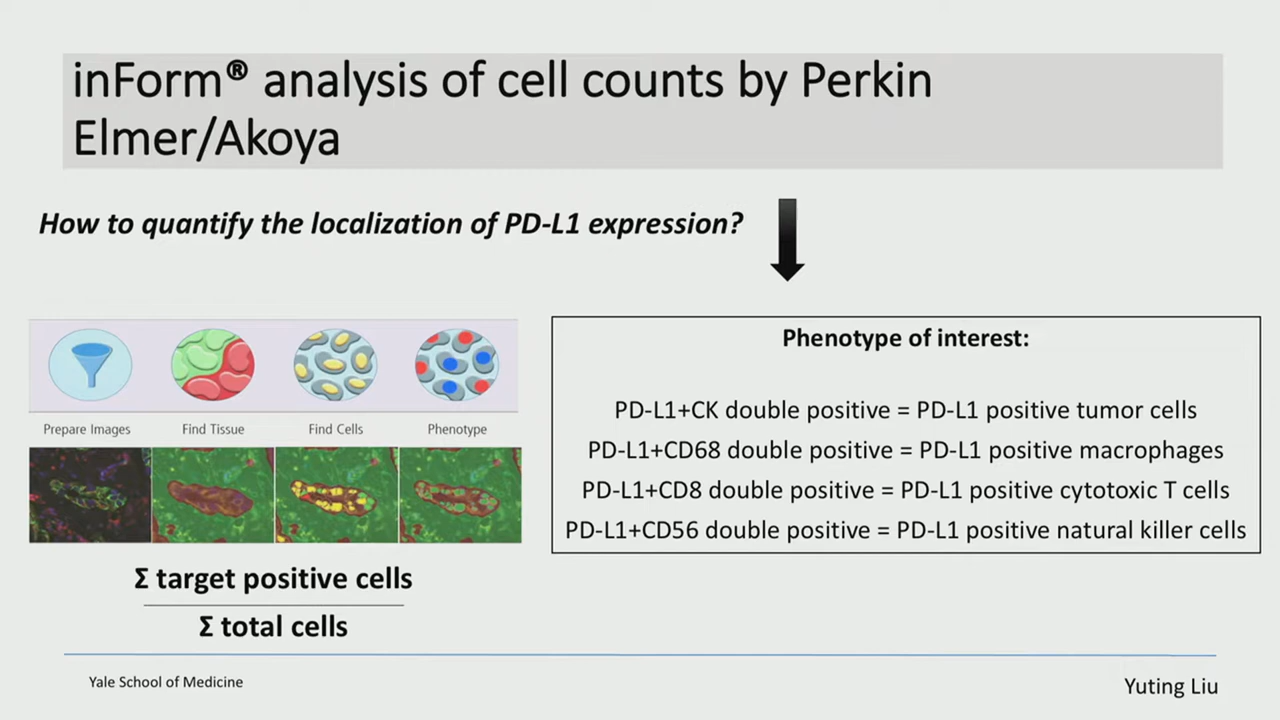 inForm® analysis of cell counts by Perkin
Elmer/Akoya
How to quantify the localization of PD-L1 expression?
Prepare Images
Find Tissue
Find Cells
Phenotype
Σ target positive cells
Σ total cells
Phenotype of interest:
PD-L1+CK double positive = PD-L1 positive tumor cells
PD-L1+CD68 double positive = PD-L1 positive macrophages
PD-L1+CD8 double positive = PD-L1 positive cytotoxic T cells
PD-L1+CD56 double positive = PD-L1 positive natural killer cells
Yale School of Medicine
Yuting Liu